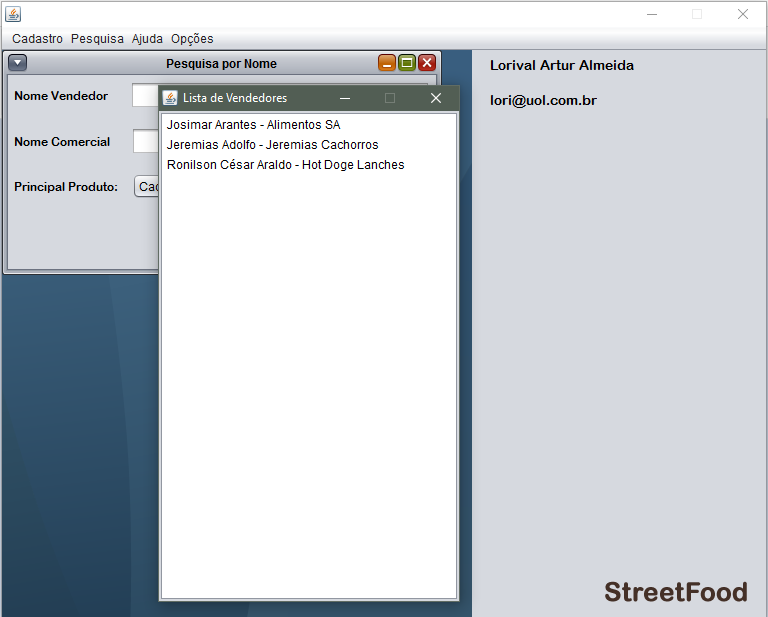 Cadastro Pesquisa Ajuda Opções
Pesquisa por Nome
Nome Vendedor
Nome Comercial
Principal Produto:
Lista de Vendedores
Josimar Arantes - Alimentos SA
Jeremias Adolfo - Jeremias Cachorros
Ronilson César Araldo - Hot Doge Lanches
Lorival Artur Almeida
lori@uol.com.br
StreetFood